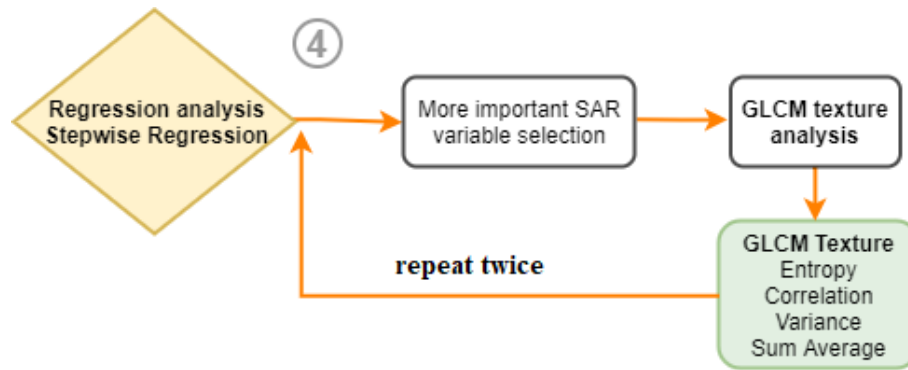 ④
Regression analysis
Stepwise Regression
More important SAR
variable selection
GLCM texture
analysis
GLCM Texture
Entropy
Correlation
Variance
Sum Average
repeat twice